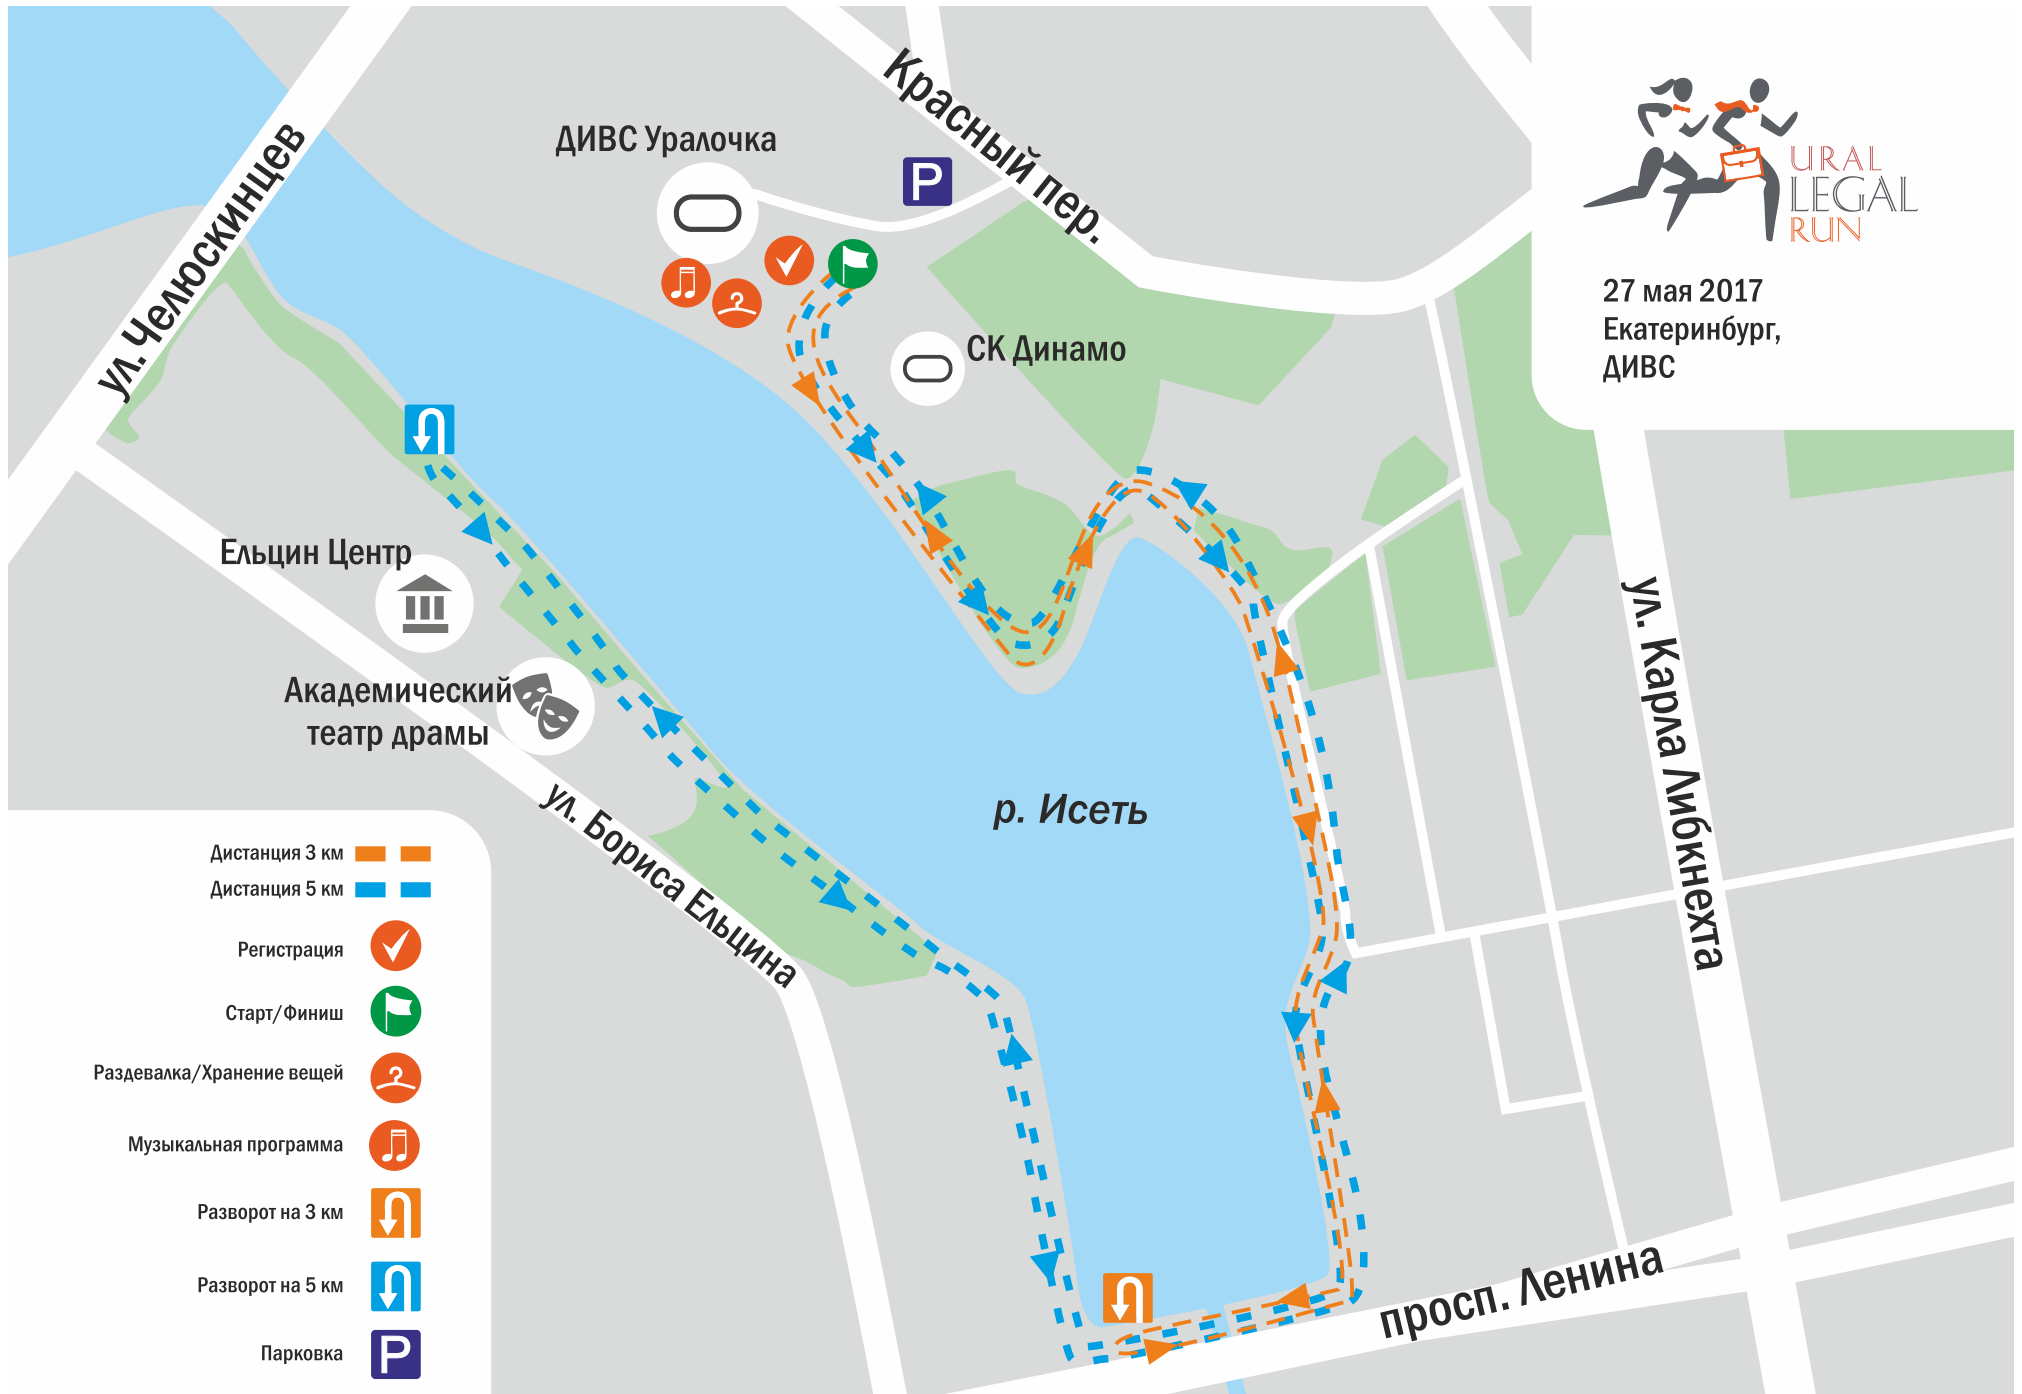 ДИВС Уралочка
Красный пер.
P
URAL
LEGAL
RUN
27 мая 2017
Екатеринбург,
ДИВС
ул. Челюскинцев
СК Динамо
Ельцин Центр
Академический
театр драмы
р. Исеть
ул. Карла Либкнехта
ул. Бориса Ельцина
просп. Ленина
Дистанция 3 км
Дистанция 5 км
Регистрация
Старт/Финиш
Раздевалка/Хранение вещей
Музыкальная программа
Разворот на 3 км
Разворот на 5 км
Парковка P